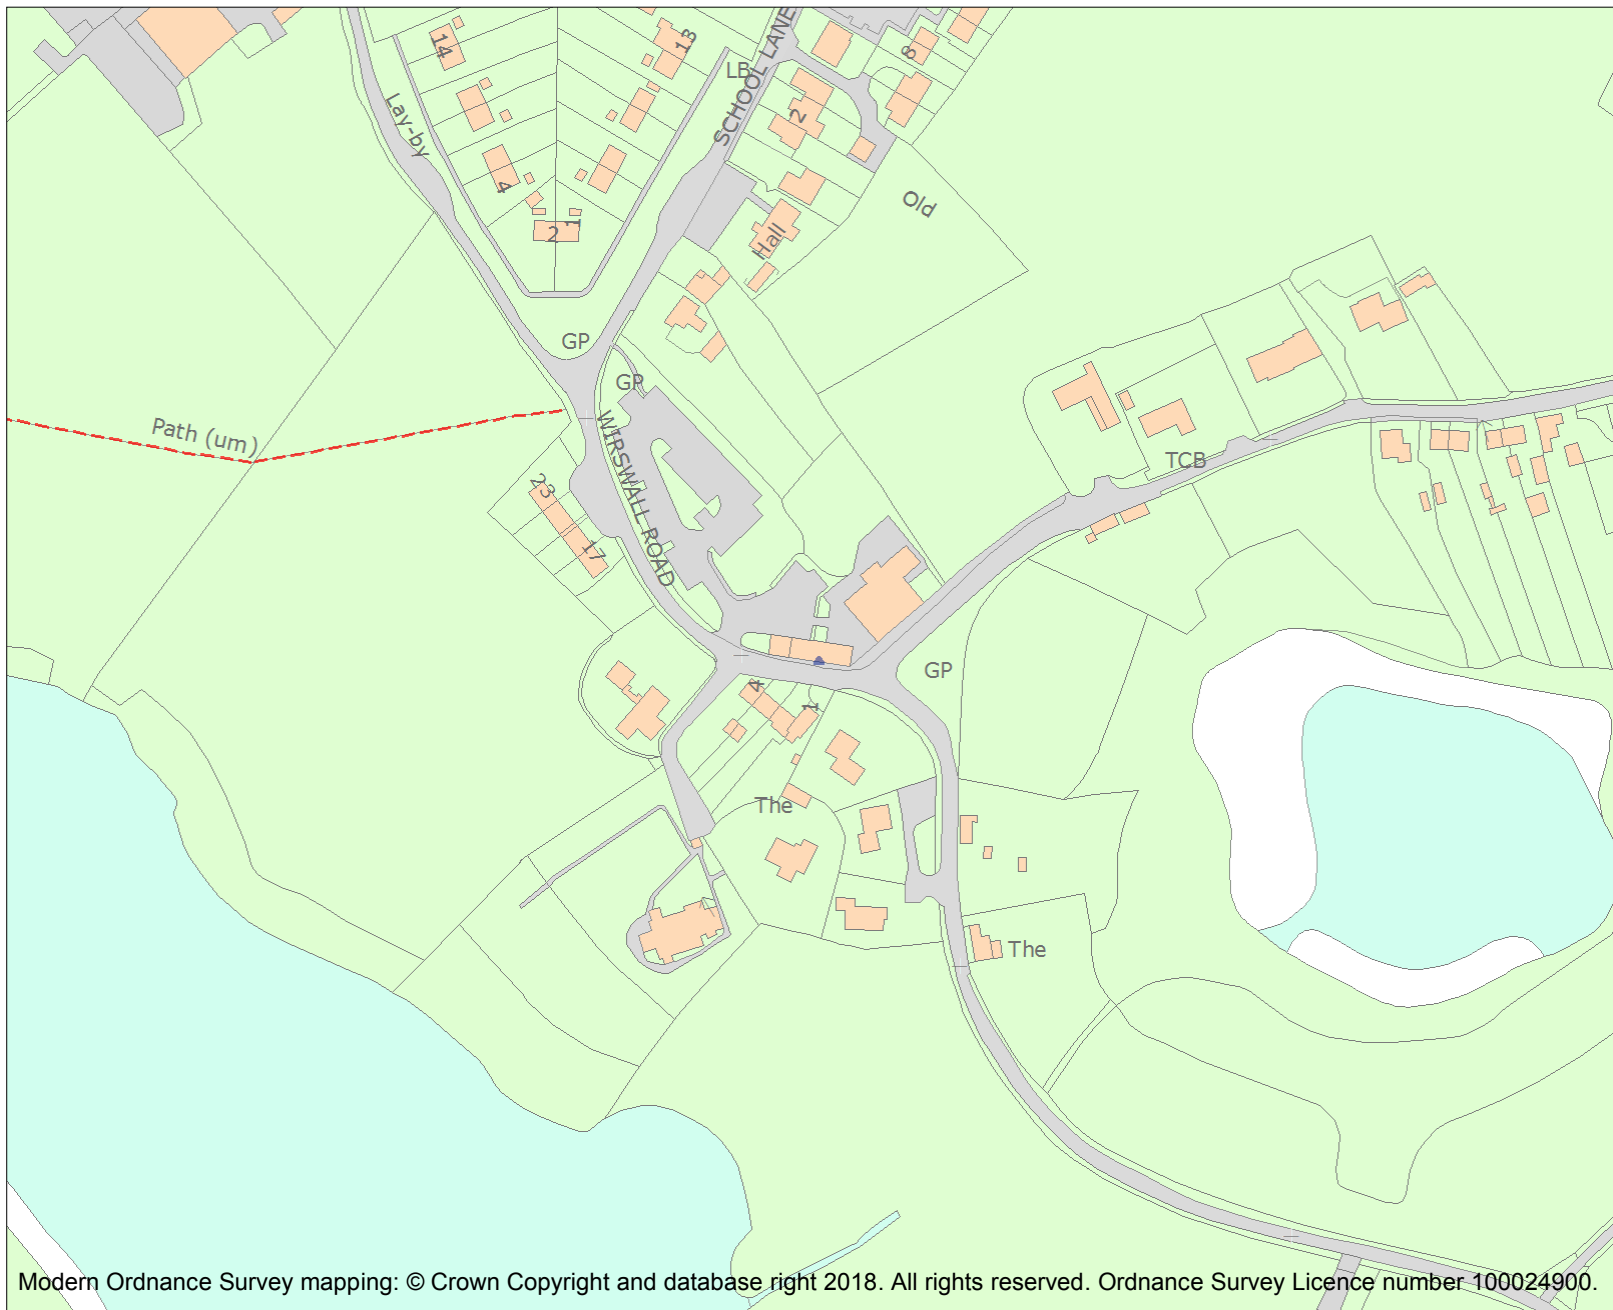 14
13
8
LB
SCHOOL LANE
Lay-by
2
4
Old
1
2
Hall
GP
GP
WIRSWALL ROAD
Path (um)
TCB
23
17
GP
4
1
The
The
Modern Ordnance Survey mapping: © Crown Copyright and database right 2018. All rights reserved. Ordnance Survey Licence number 100024900.